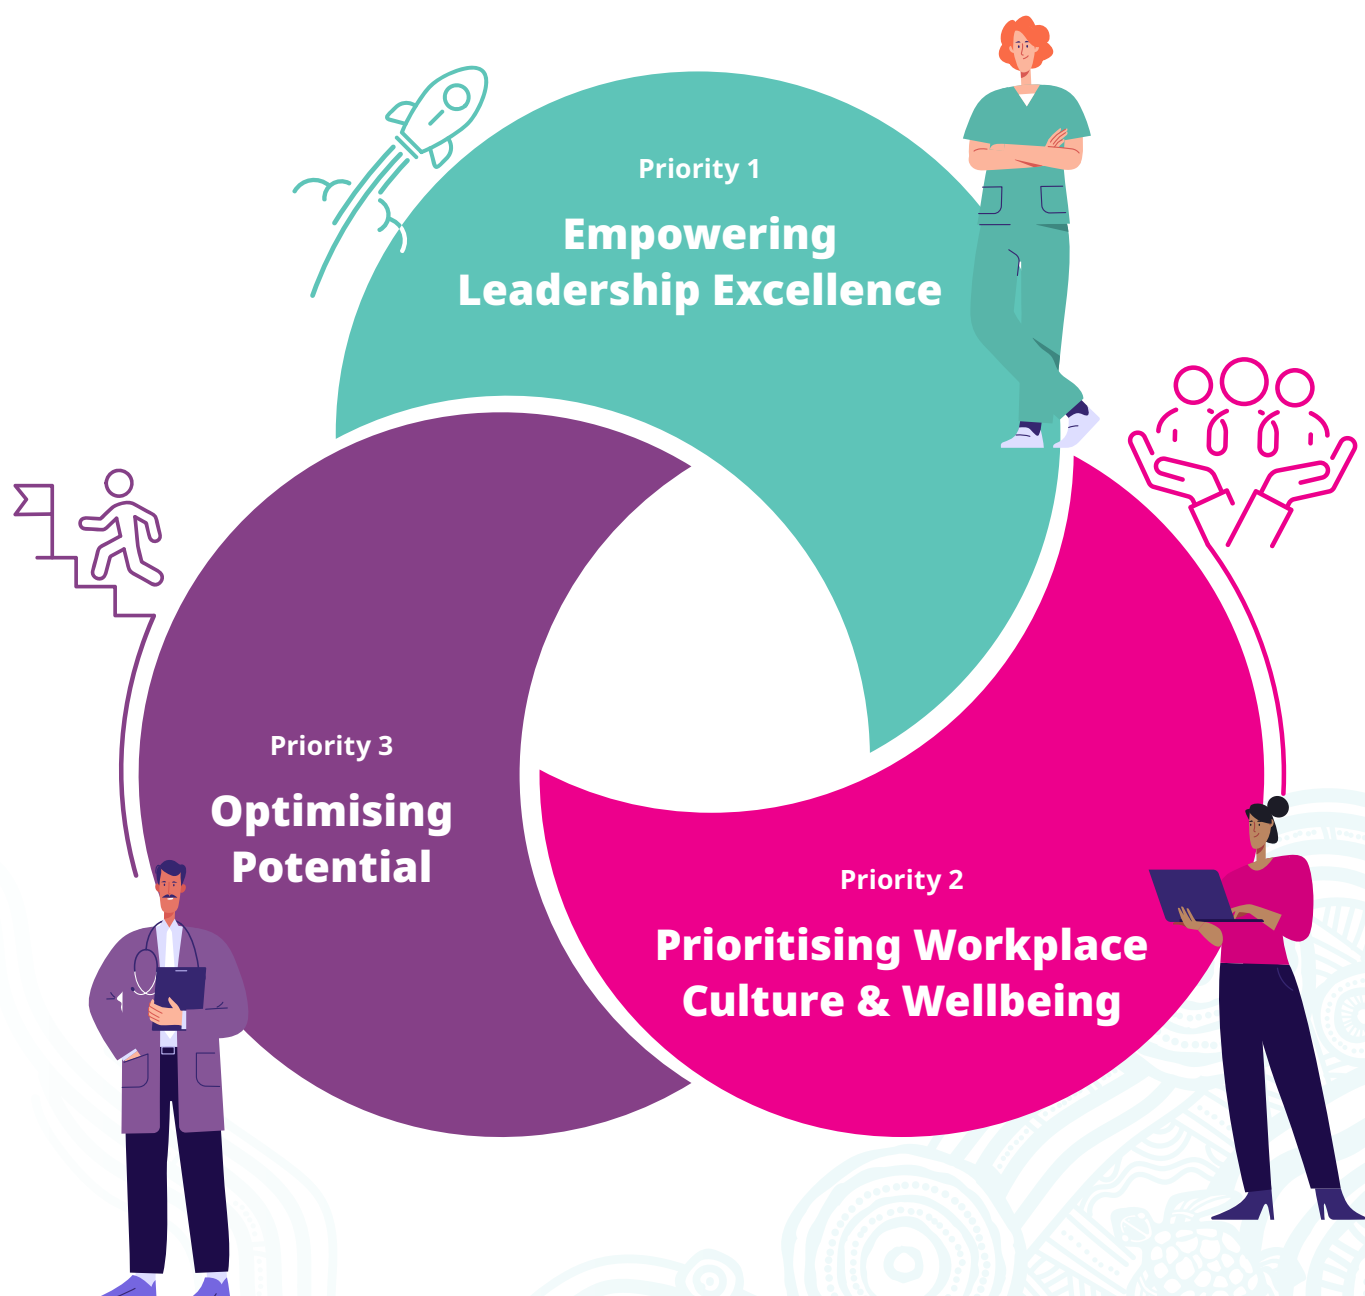 Priority 1
Empowering
Leadership Excellence
Priority 3
Optimising
Potential
Priority 2
Prioritising Workplace
Culture & Wellbeing